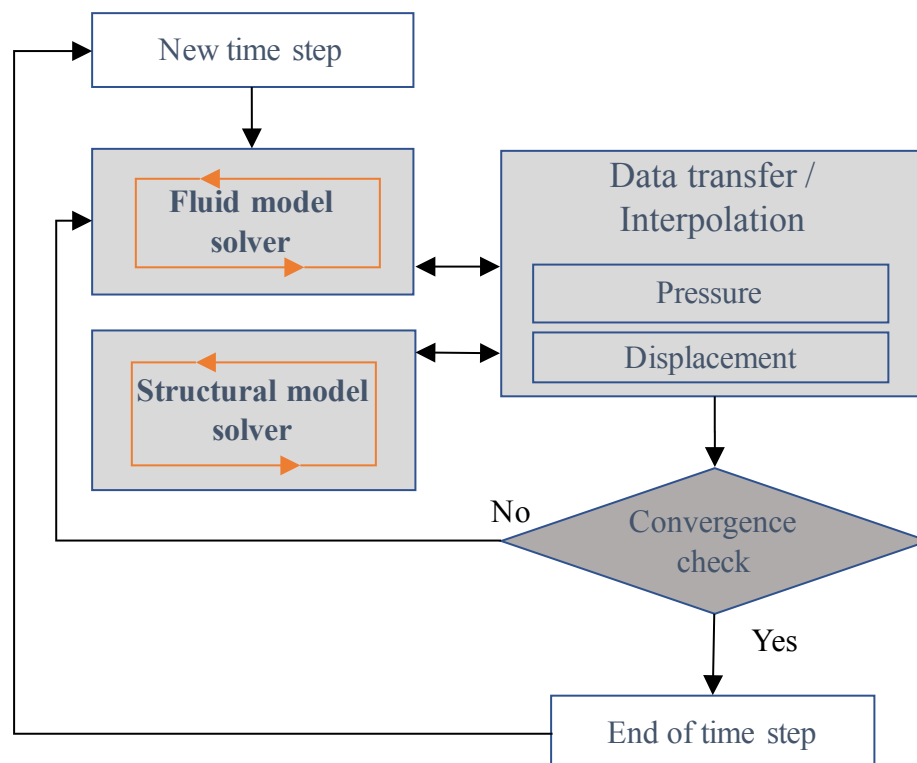 New time step
Fluid model
solver
Data transfer /
Interpolation
Pressure
Displacement
Structural model
solver
No
Convergence
check
Yes
End of time step